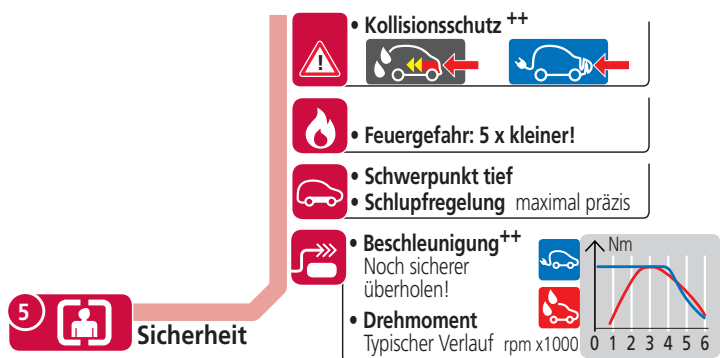 • Kollisionsschutz ++
!
• Feuergefahr: 5 x kleiner!
• Schwerpunkt tief
• Schlupfregelung maximal präzis
• Beschleunigung++
Noch sicherer
überholen!
• Drehmoment
Typischer Verlauf rpm x1000
Nm
0 1 2 3 4 5 6
5
Sicherheit